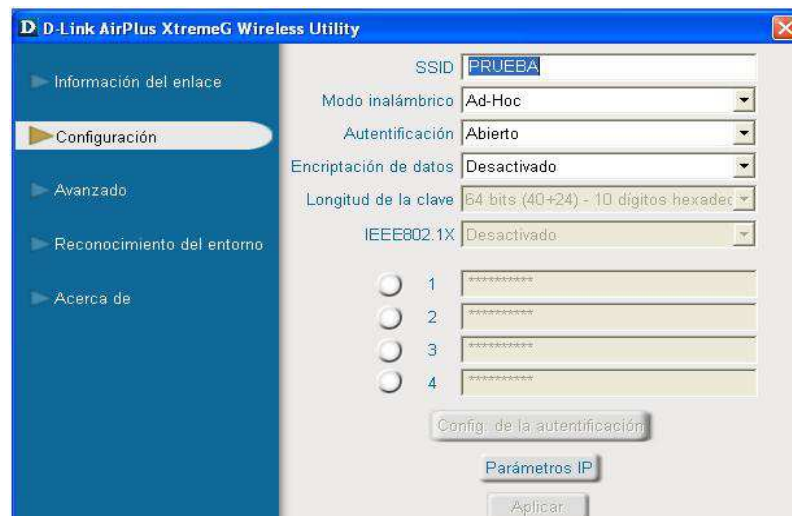 D D-Link AirPlus XtremeG Wireless Utility
Información del enlace
Configuración
Avanzado
Reconocimiento del entorno
Acerca de
SSID PRUEBA
Modo inalámbrico Ad-Hoc
Autentificación Abierto
Encriptación de datos Desactivado
Longitud de la clave 64 bits (40+24) - 10 dígitos hexadec
IEEE802.1X Desactivado
1 **********
2 **********
3 **********
4 **********
Config. de la autentificación
Parámetros IP
Aplicar